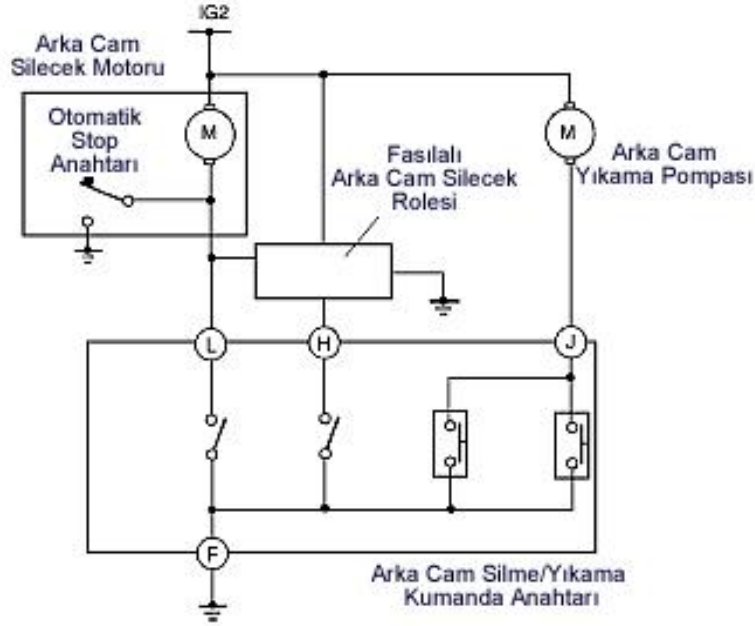 IG2
Arka Cam
Silecek Motoru
Otomatik
Stop
Anahtarı
M
Fasılalı
Arka Cam Silecek
Rolesi
M
Arka Cam
Yıkama Pompası
L
H
J
F
Arka Cam Silme/Yıkama
Kumanda Anahtarı